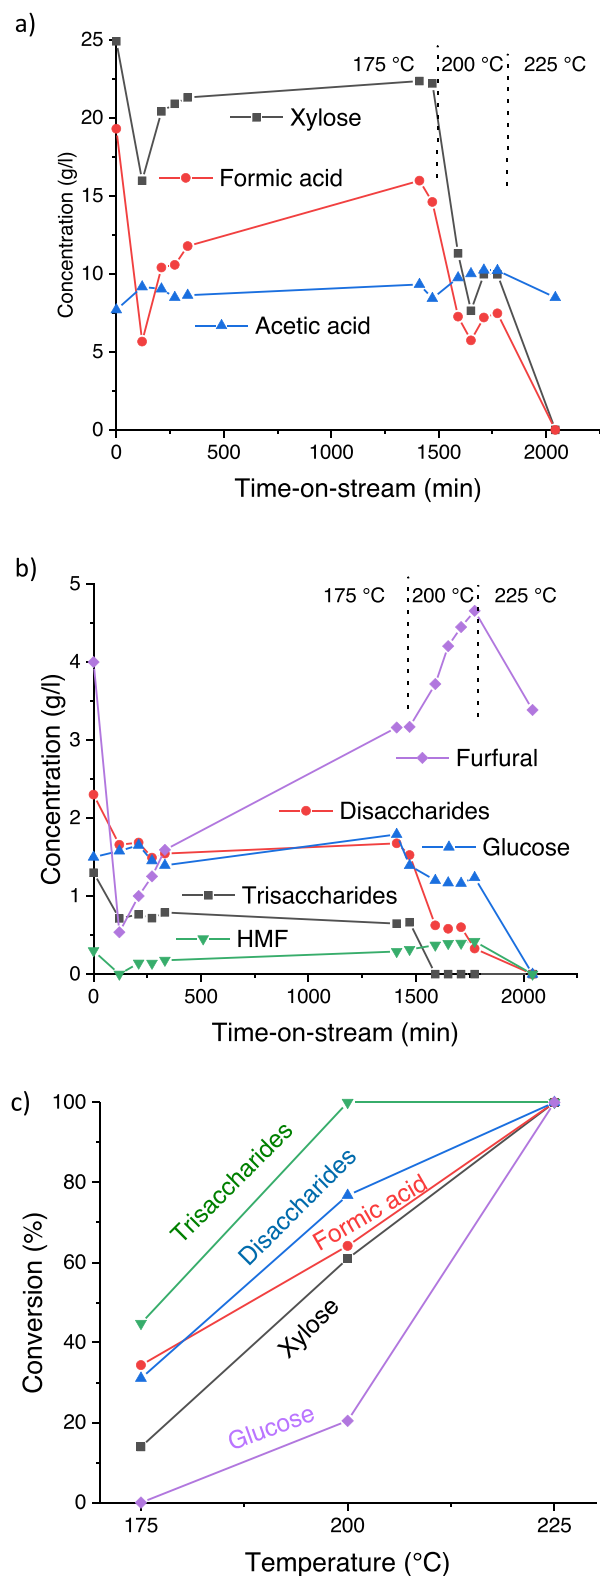 a)
25
20
15
10
5
0
Concentration (g/l)
175 °C
200 °C
225 °C
Xylose
Formic acid
Acetic acid
0
500
1000
1500
2000
Time-on-stream (min)
b)
5
4
3
2
1
0
Concentration (g/l)
175 °C
200 °C
225 °C
Furfural
Disaccharides
Glucose
Trisaccharides
HMF
0
500
1000
1500
2000
Time-on-stream (min)
c)
100
80
60
40
20
0
Conversion (%)
Trisaccharides
Disaccharides
Formic acid
Xylose
Glucose
175
200
225
Temperature (°C)